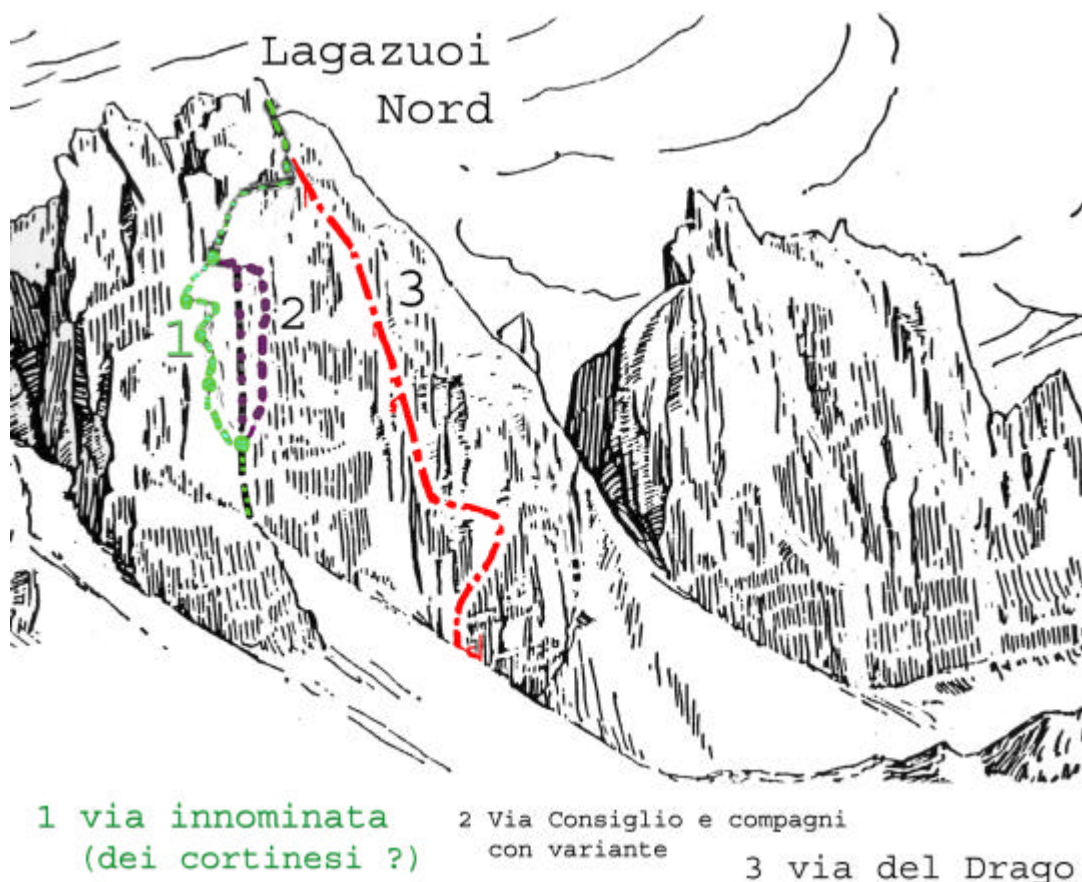 Lagazuoi
Nord
3
2
1
1 via innominata
(dei cortinesi ?)
2 Via Consiglio e compagni
con variante
3 via del Drago